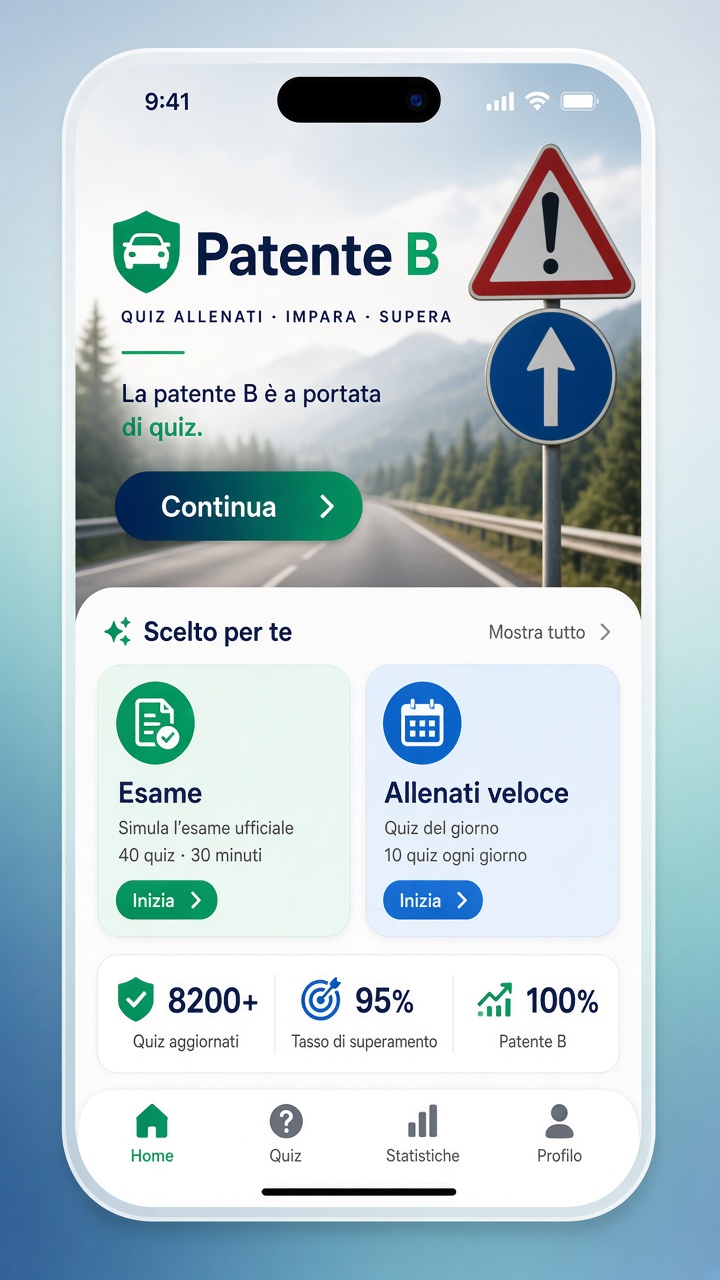 9:41
Patente B
QUIZ ALLENATI · IMPARA · SUPERA
La patente B è a portata
di quiz.
Continua
Scelto per te
Mostra tutto
Esame
Simula l'esame ufficiale
40 quiz · 30 minuti
Inizia
Allenati veloce
Quiz del giorno
10 quiz ogni giorno
Inizia
8200+
Quiz aggiornati
95%
Tasso di superamento
100%
Patente B
Home
Quiz
Statistiche
Profilo